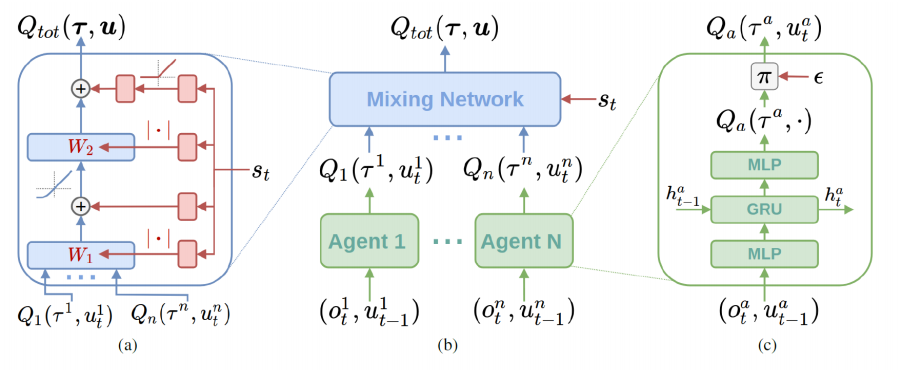 Q_{tot}(τ, u)
s_t
W_2
| · |
s_t
W_1
| · |
Q_1(τ^1, u_t^1)
Q_n(τ^n, u_t^n)
(a)
Q_{tot}(τ, u)
Mixing Network
s_t
Q_1(τ^1, u_t^1)
Q_n(τ^n, u_t^n)
Agent 1
Agent N
(o_t^1, u_{t-1}^1)
(o_t^n, u_{t-1}^n)
(b)
Q_a(τ^a, u_t^a)
π
ϵ
Q_a(τ^a, ·)
MLP
h_{t-1}^a
GRU
h_t^a
MLP
(o_t^a, u_{t-1}^a)
(c)